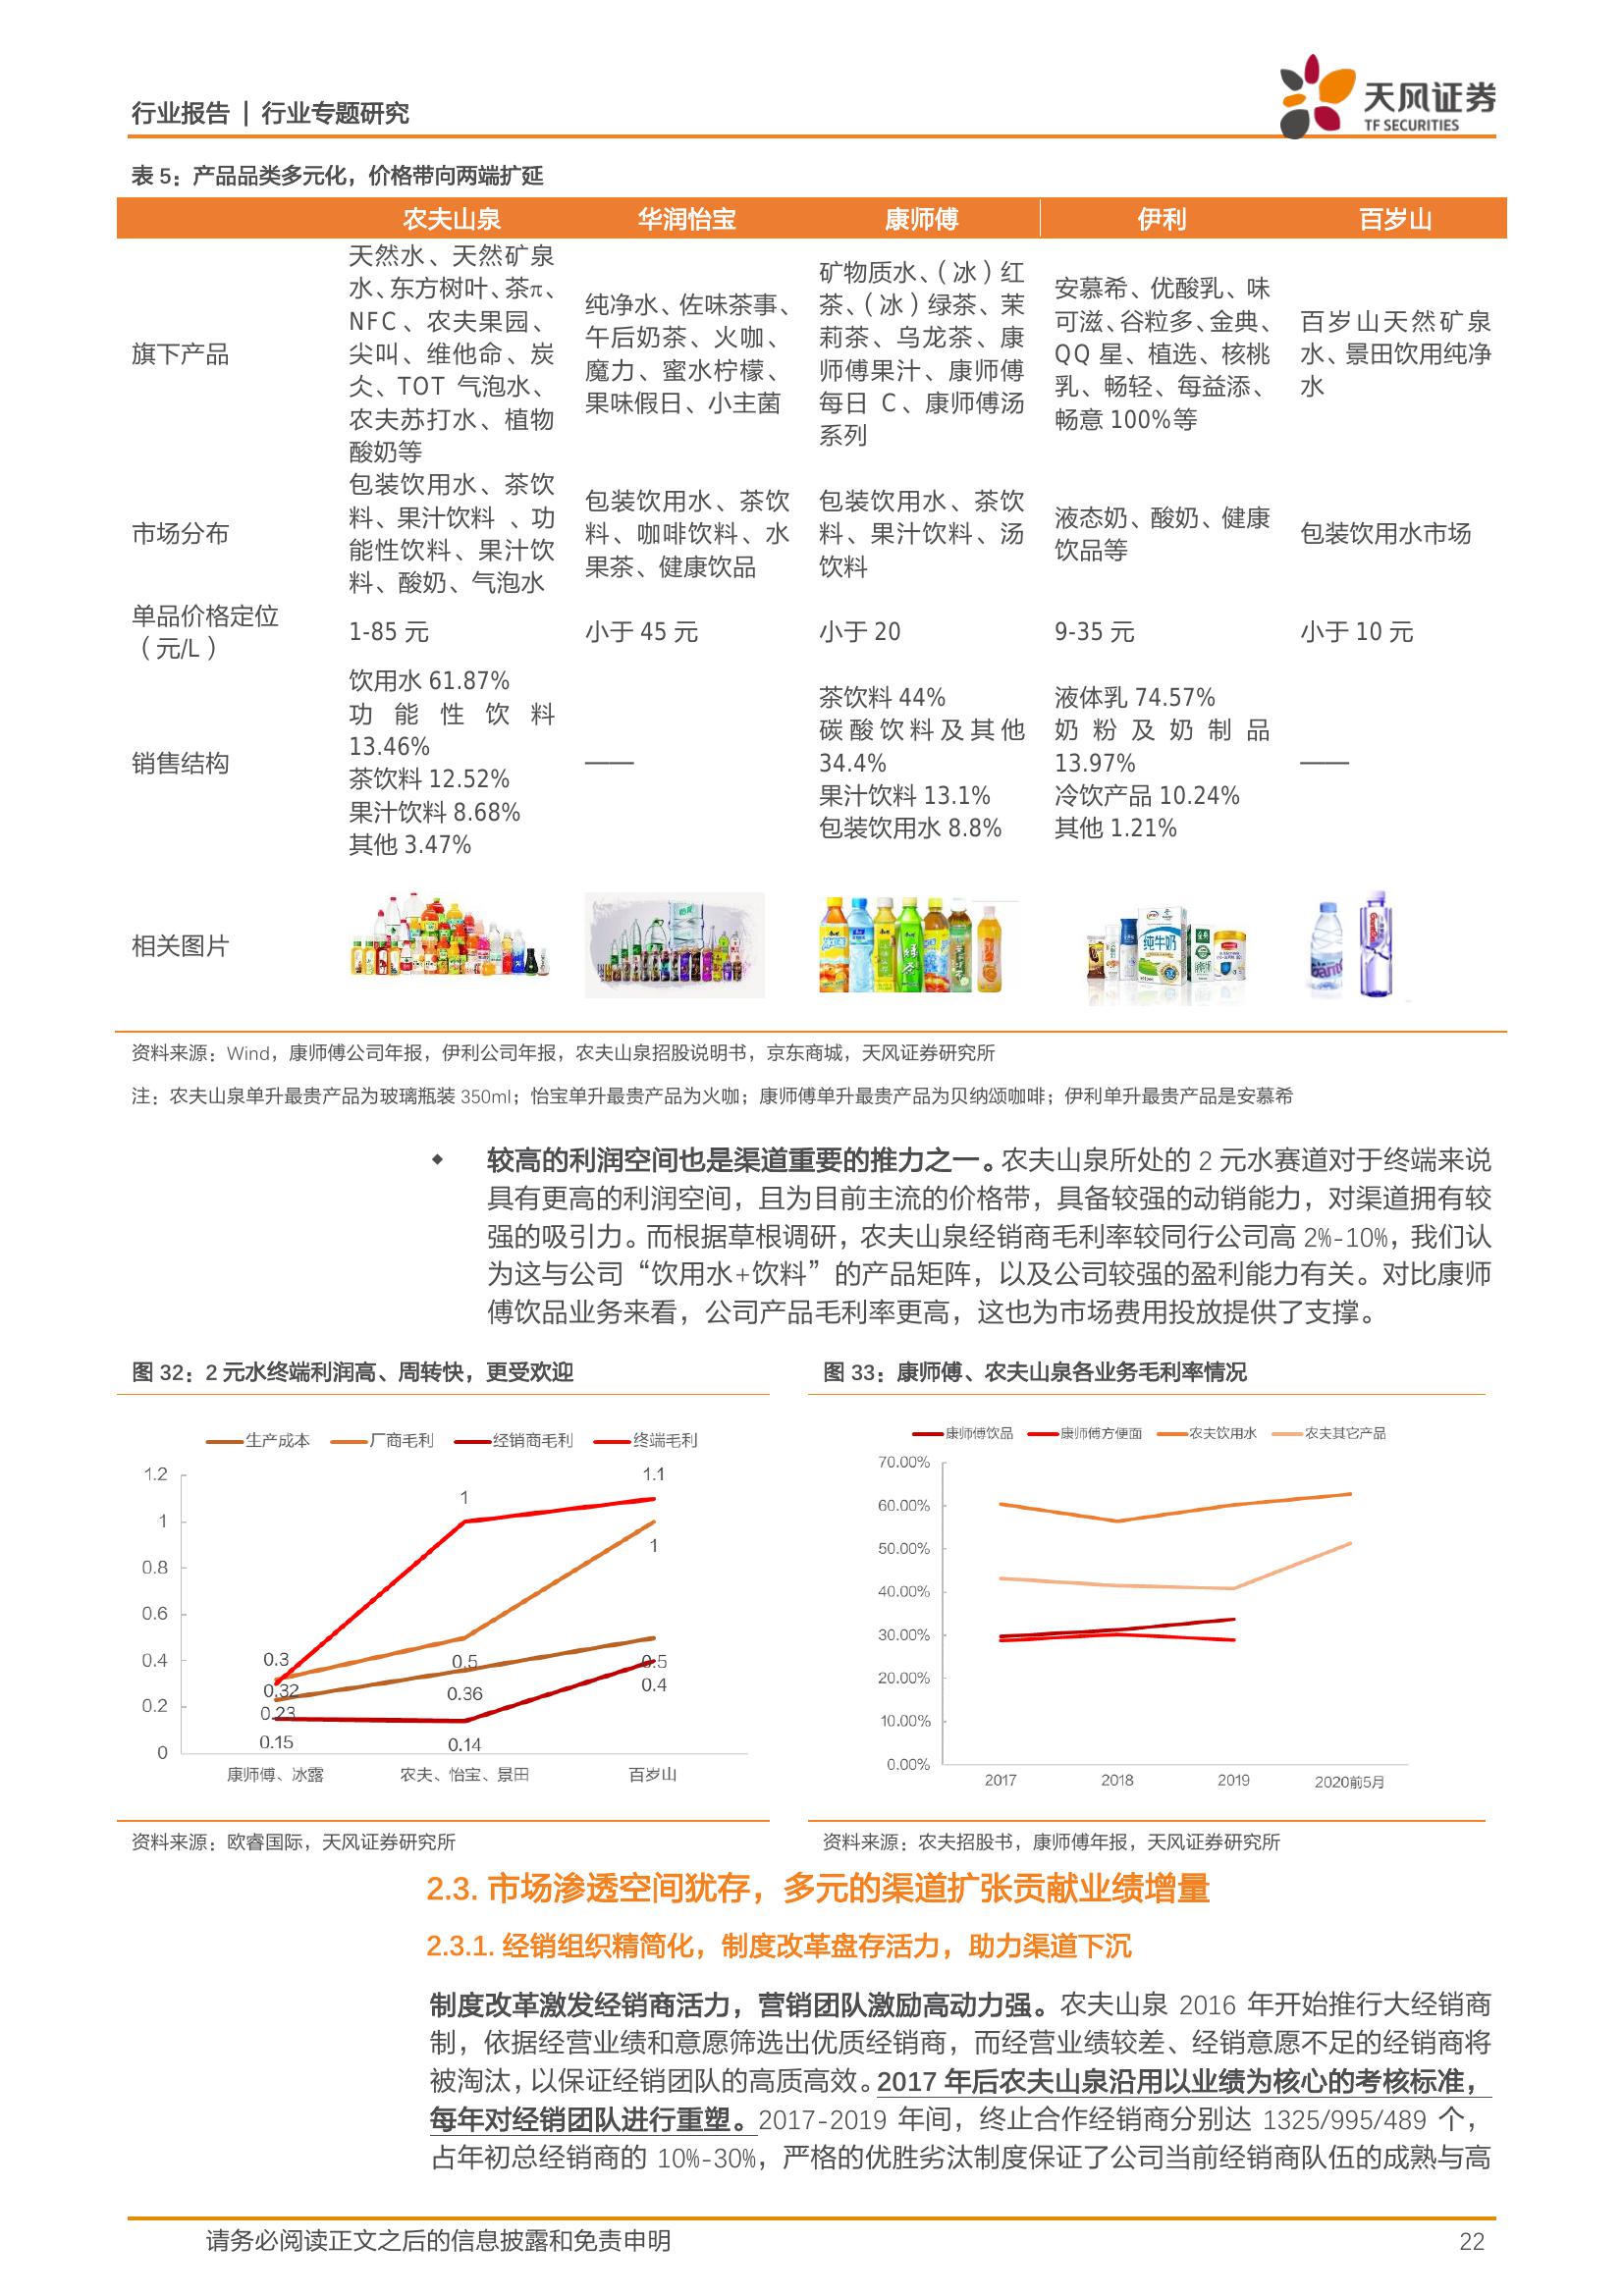 行业报告 | 行业专题研究
天风证券
TF SECURITIES
表 5：产品品类多元化，价格带向两端扩延
农夫山泉 华润怡宝 康师傅 伊利 百岁山
旗下产品
天然水、天然矿泉
水、东方树叶、茶π、
NFC、农夫果园、
尖叫、维他命、炭
仌、TOT 气泡水、
农夫苏打水、植物
酸奶等
纯净水、佐味茶事、
午后奶茶、火咖、
魔力、蜜水柠檬、
果味假日、小主菌
矿物质水、（冰）红
茶、（冰）绿茶、茉
莉茶、乌龙茶、康
师傅果汁、康师傅
每日 C、康师傅汤
系列
安慕希、优酸乳、味
可滋、谷粒多、金典、
QQ 星、植选、核桃
乳、畅轻、每益添、
畅意 100%等
百岁山天然矿泉
水、景田饮用纯净
水
市场分布
包装饮用水、茶饮
料、果汁饮料 、功
能性饮料、果汁饮
料、酸奶、气泡水
包装饮用水、茶饮
料、咖啡饮料、水
果茶、健康饮品
包装饮用水、茶饮
料、果汁饮料、汤
饮料
液态奶、酸奶、健康
饮品等
包装饮用水市场
单品价格定位
（元/L）
1-85 元
小于 45 元
小于 20
9-35 元
小于 10 元
销售结构
饮用水 61.87%
功能性饮料
13.46%
茶饮料 12.52%
果汁饮料 8.68%
其他 3.47%
——
茶饮料 44%
碳酸饮料及其他
34.4%
果汁饮料 13.1%
包装饮用水 8.8%
液体乳 74.57%
奶粉及奶制品
13.97%
冷饮产品 10.24%
其他 1.21%
——
相关图片
纯牛奶
资料来源：Wind，康师傅公司年报，伊利公司年报，农夫山泉招股说明书，京东商城，天风证券研究所
注：农夫山泉单升最贵产品为玻璃瓶装 350ml；怡宝单升最贵产品为火咖；康师傅单升最贵产品为贝纳颂咖啡；伊利单升最贵产品是安慕希
◆ 较高的利润空间也是渠道重要的推力之一。农夫山泉所处的 2 元水赛道对于终端来说
具有更高的利润空间，且为目前主流的价格带，具备较强的动销能力，对渠道拥有较
强的吸引力。而根据草根调研，农夫山泉经销商毛利率较同行公司高 2%-10%，我们认
为这与公司“饮用水+饮料”的产品矩阵，以及公司较强的盈利能力有关。对比康师
傅饮品业务来看，公司产品毛利率更高，这也为市场费用投放提供了支撑。
图 32：2 元水终端利润高、周转快，更受欢迎
生产成本 厂商毛利 经销商毛利 终端毛利
1.2
1
0.8
0.6
0.4
0.2
0
0.3
0.32
0.23
0.15
1
0.5
0.36
0.14
1.1
1
0.5
0.4
康师傅、冰露 农夫、怡宝、景田 百岁山
资料来源：欧睿国际，天风证券研究所
图 33：康师傅、农夫山泉各业务毛利率情况
康师傅饮品 康师傅方便面 农夫饮用水 农夫其它产品
70.00%
60.00%
50.00%
40.00%
30.00%
20.00%
10.00%
0.00%
2017 2018 2019 2020前5月
资料来源：农夫招股书，康师傅年报，天风证券研究所
2.3. 市场渗透空间犹存，多元的渠道扩张贡献业绩增量
2.3.1. 经销组织精简化，制度改革盘存活力，助力渠道下沉
制度改革激发经销商活力，营销团队激励高动力强。农夫山泉 2016 年开始推行大经销商
制，依据经营业绩和意愿筛选出优质经销商，而经营业绩较差、经销意愿不足的经销商将
被淘汰，以保证经销团队的高质高效。2017 年后农夫山泉沿用以业绩为核心的考核标准，
每年对经销团队进行重塑。2017-2019 年间，终止合作经销商分别达 1325/995/489 个，
占年初总经销商的 10%-30%，严格的优胜劣汰制度保证了公司当前经销商队伍的成熟与高
请务必阅读正文之后的信息披露和免责申明
22